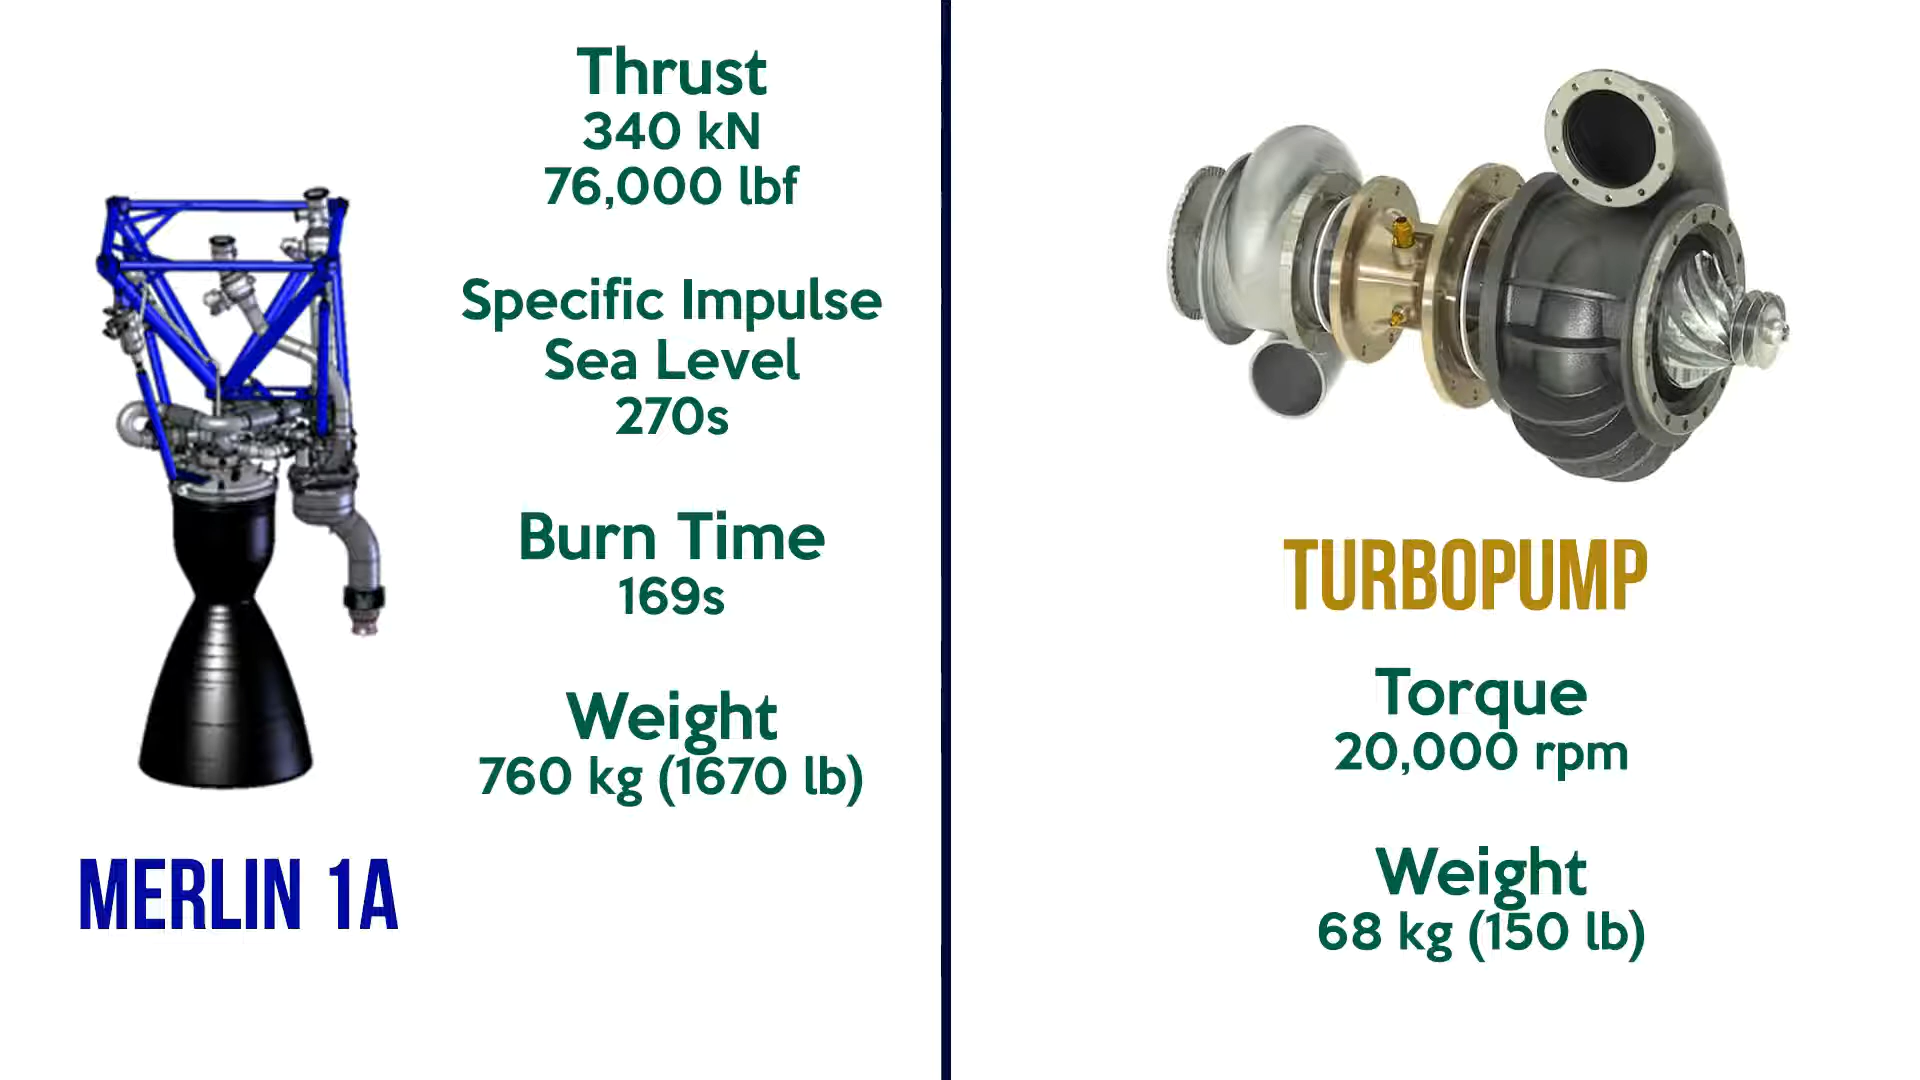 Thrust
340 kN
76,000 lbf
Specific Impulse
Sea Level
270s
Burn Time
169s
Weight
760 kg (1670 lb)
MERLIN 1A
TURBOPUMP
Torque
20,000 rpm
Weight
68 kg (150 lb)